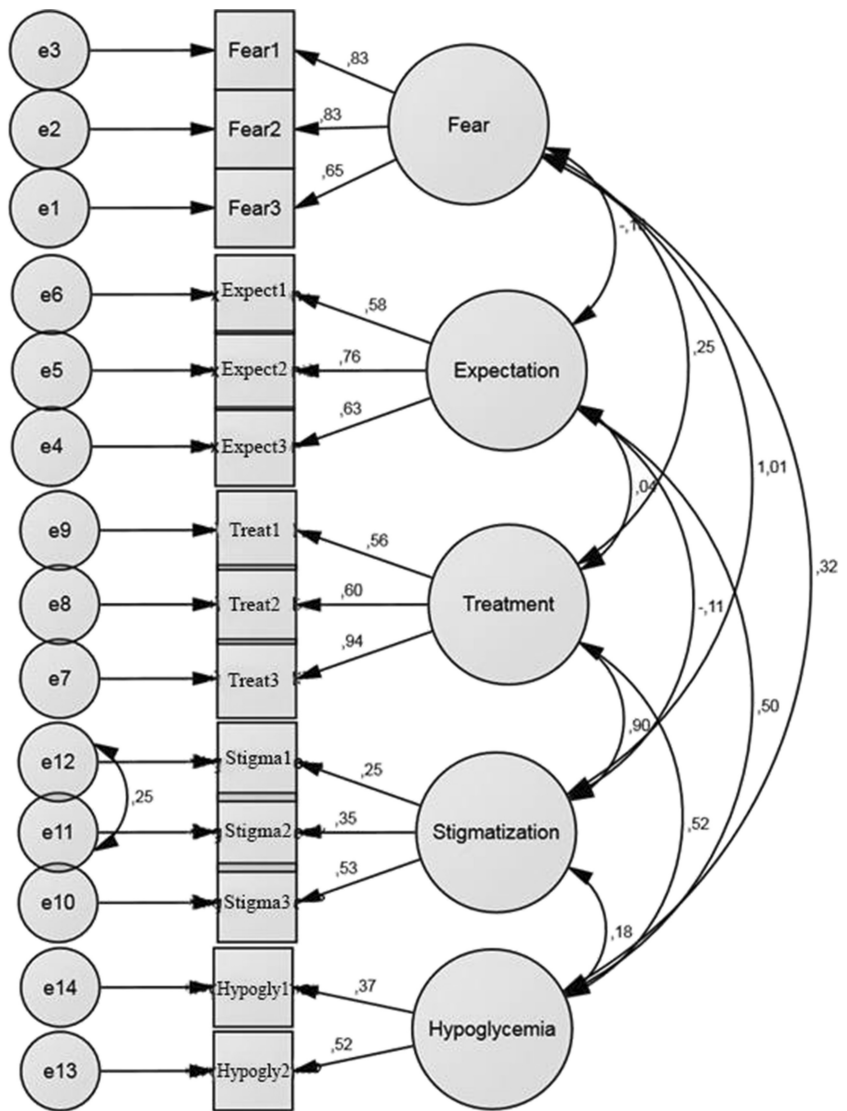 e3
Fear1
,83
e2
Fear2
,83
Fear
e1
Fear3
,65
e6
Expect1
,58
,25
e5
Expect2
,76
Expectation
e4
Expect3
,63
1,01
,04
e9
Treat1
,56
,32
e8
Treat2
,60
Treatment
-,11
e7
Treat3
,94
,50
,90
e12
Stigma1
,25
,25
e11
Stigma2
,35
Stigmatization
,52
e10
Stigma3
,53
,18
e14
Hypogly1
,37
Hypoglycemia
e13
Hypogly2
,52